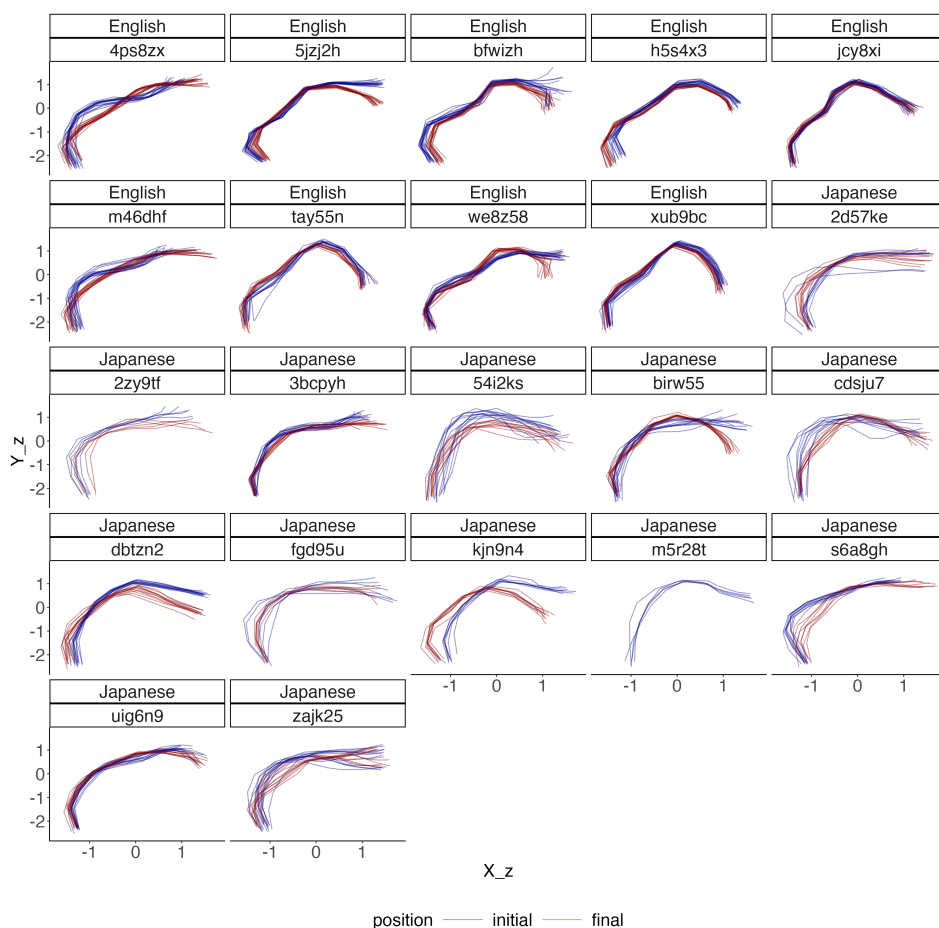 English English English English English
4ps8zx 5jzj2h bfwizh h5s4x3 jcy8xi
1
0
-1
-2
English English English English Japanese
m46dhf tay55n we8z58 xub9bc 2d57ke
1
0
-1
-2
Japanese Japanese Japanese Japanese Japanese
2zy9tf 3bcpyh 54i2ks birw55 cdsju7
1
0
-1
-2
Y_z
Japanese Japanese Japanese Japanese Japanese
dbtzn2 fgd95u kjn9n4 m5r28t s6a8gh
1
0
-1
-2
-1 0 1 -1 0 1 -1 0 1
Japanese Japanese
uig6n9 zajk25
1
0
-1
-2
-1 0 1 -1 0 1
X_z
position initial final